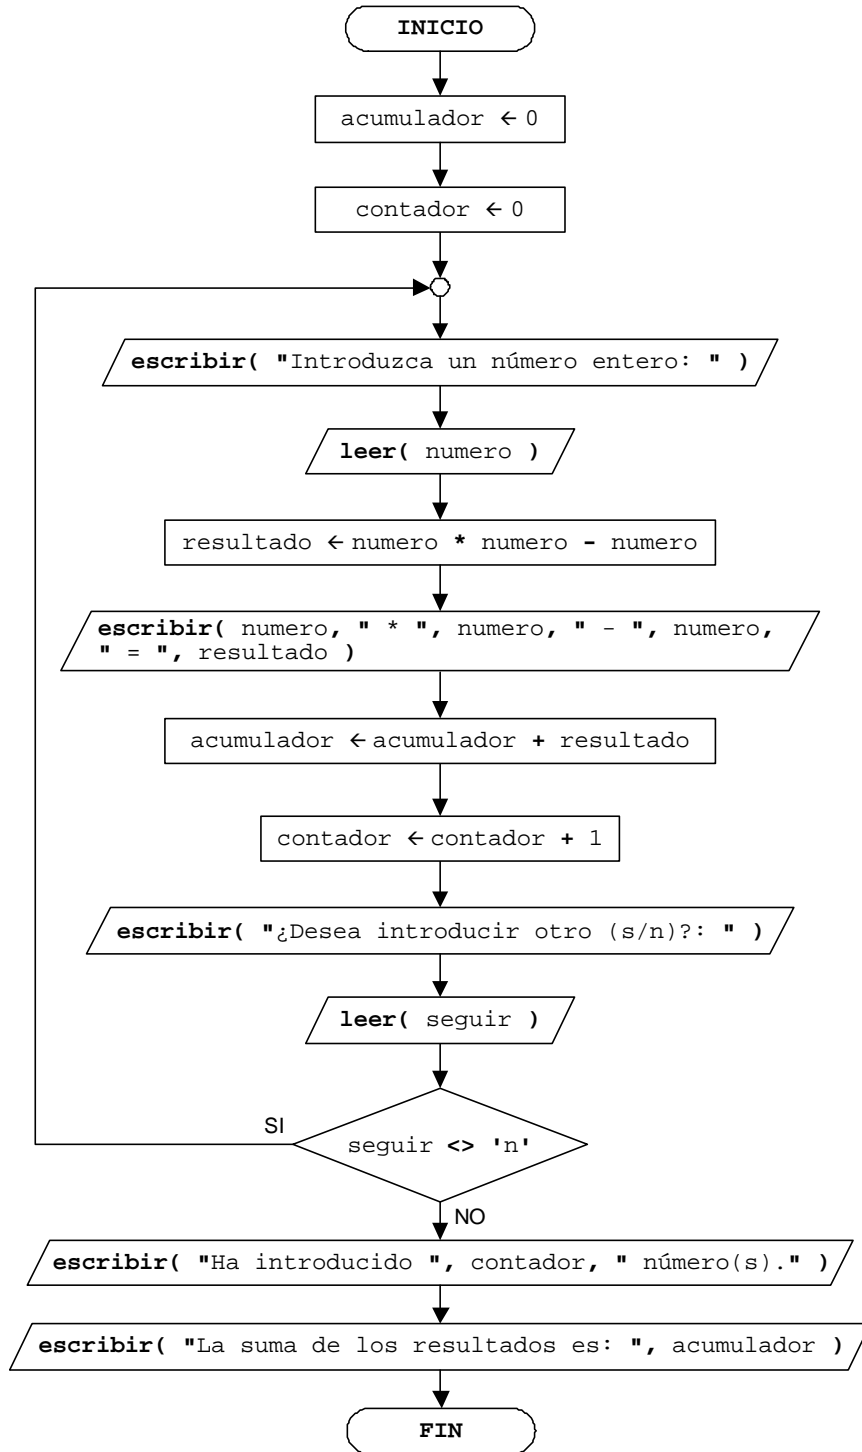 INICIO
acumulador ← 0
contador ← 0
escribir( "Introduzca un número entero: " )
leer( numero )
resultado ← numero * numero - numero
escribir( numero, " * ", numero, " - ", numero,
" = ", resultado )
acumulador ← acumulador + resultado
contador ← contador + 1
escribir( "¿Desea introducir otro (s/n)?: " )
leer( seguir )
SI
seguir <> 'n'
NO
escribir( "Ha introducido ", contador, " número(s)." )
escribir( "La suma de los resultados es: ", acumulador )
FIN